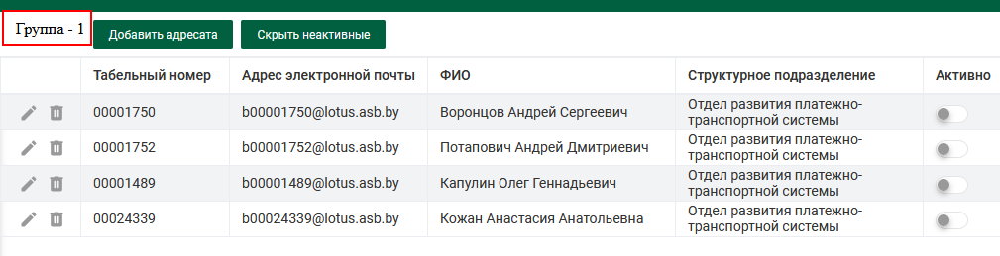 Группа - 1 Добавить адресата Скрыть неактивные
Табельный номер Адрес электронной почты ФИО Структурное подразделение Активно
00001750 b00001750@lotus.asb.by Воронцов Андрей Сергеевич Отдел развития платежно-
транспортной системы
00001752 b00001752@lotus.asb.by Потапович Андрей Дмитриевич Отдел развития платежно-
транспортной системы
00001489 b00001489@lotus.asb.by Капулин Олег Геннадьевич Отдел развития платежно-
транспортной системы
00024339 b00024339@lotus.asb.by Кожан Анастасия Анатольевна Отдел развития платежно-
транспортной системы